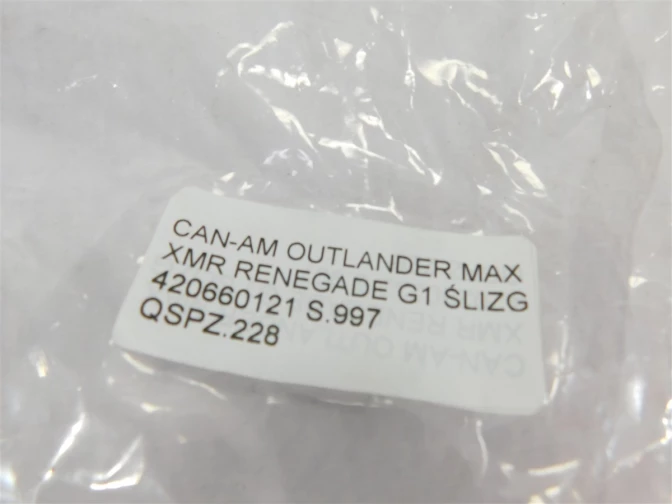 CAN-AM OUTLANDER MAX
XMR RENEGADE G1 ŚLIZG
420660121 S.997
QSPZ.228